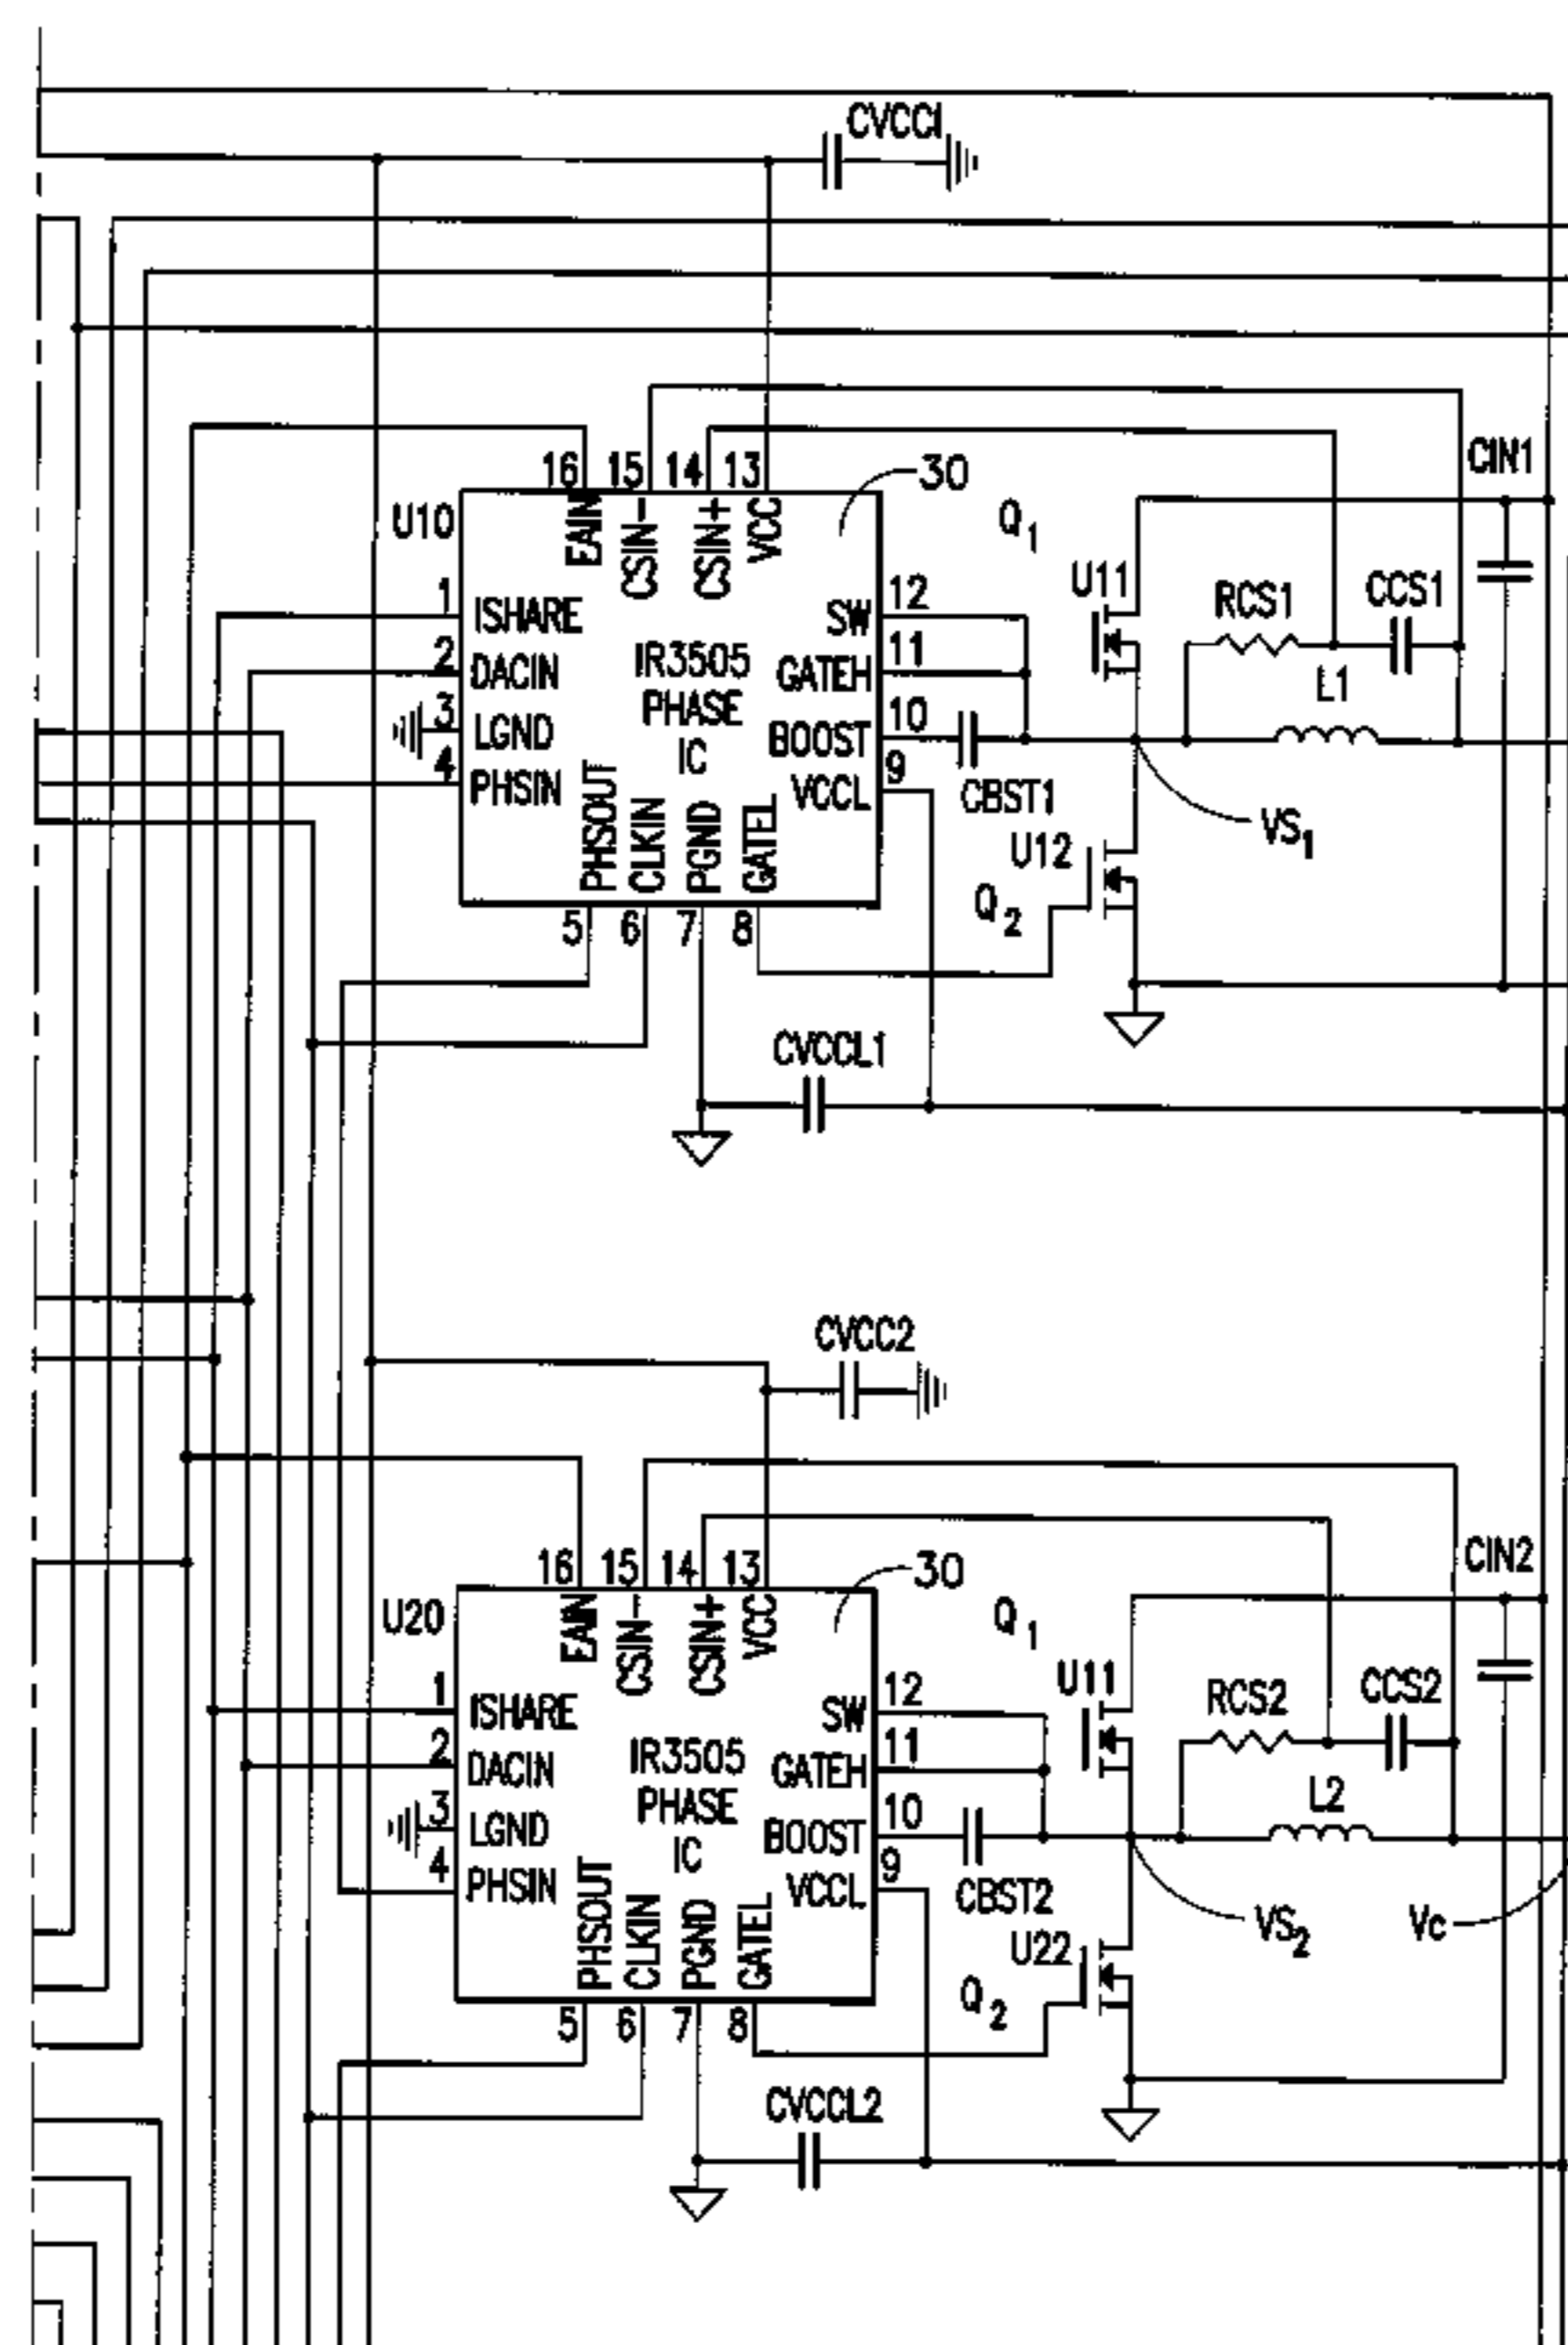 CVCC1
16 15 14 13
30
CIN1
U10
EAIN
CSIN-
CSIN+
VCC
Q1
U11
RCS1
CCS1
L1
1
ISHARE
2
DACIN
3
LGND
4
PHSIN
IR3505
PHASE
IC
SW
12
GATEH
11
BOOST
10
VCCL
9
CBST1
VS1
U12
Q2
PHSOUT
CLKIN
PGND
GATEL
5 6 7 8
CVCCL1
CVCC2
16 15 14 13
30
CIN2
U20
EAIN
CSIN-
CSIN+
VCC
Q1
U11
RCS2
CCS2
L2
1
ISHARE
2
DACIN
3
LGND
4
PHSIN
IR3505
PHASE
IC
SW
12
GATEH
11
BOOST
10
VCCL
9
CBST2
VS2
Vc
U22
Q2
PHSOUT
CLKIN
PGND
GATEL
5 6 7 8
CVCCL2